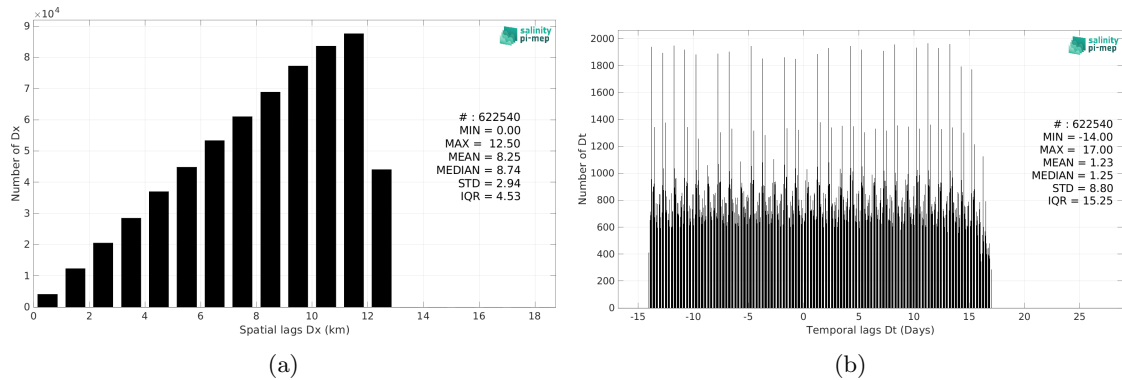 ×10⁴
9
8
7
6
5
4
3
2
1
0
Number of Dx
0 2 4 6 8 10 12 14 16 18
Spatial lags Dx (km)
salinity
pi-mep
# : 622540
MIN = 0.00
MAX = 12.50
MEAN = 8.25
MEDIAN = 8.74
STD = 2.94
IQR = 4.53
(a)
2000
1800
1600
1400
1200
1000
800
600
400
200
0
Number of Dt
-15 -10 -5 0 5 10 15 20 25
Temporal lags Dt (Days)
salinity
pi-mep
# : 622540
MIN = -14.00
MAX = 17.00
MEAN = 1.23
MEDIAN = 1.25
STD = 8.80
IQR = 15.25
(b)